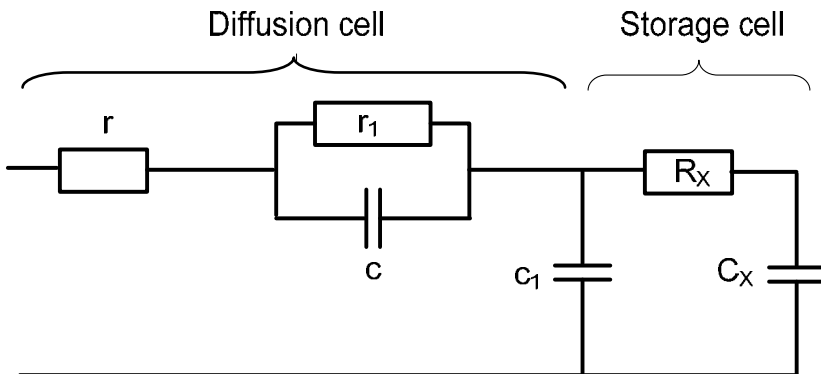 Diffusion cell
Storage cell
r
r₁
c
c₁
Rₓ
Cₓ